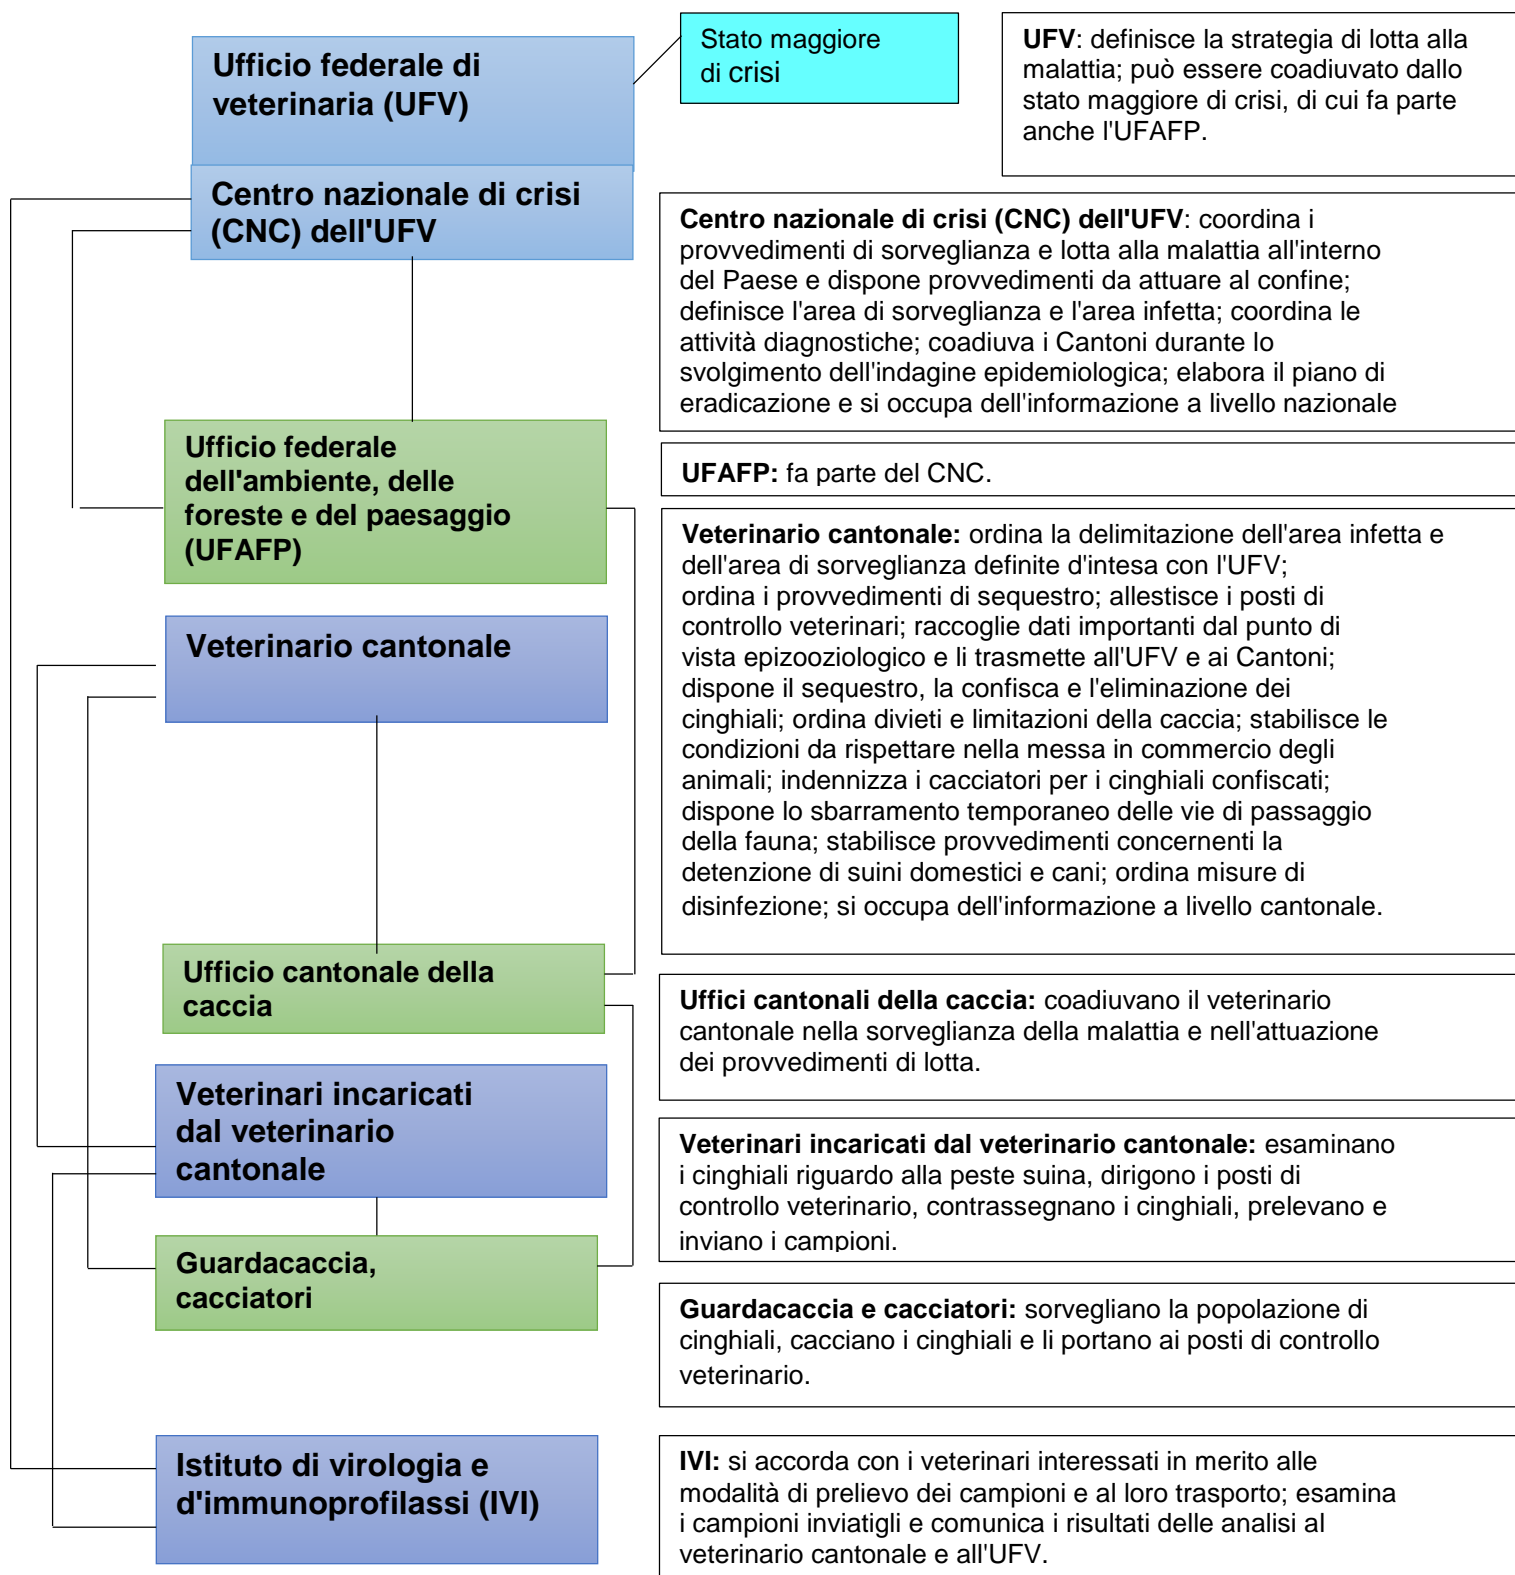 Ufficio federale di
veterinaria (UFV)
Stato maggiore
di crisi
UFV: definisce la strategia di lotta alla
malattia; può essere coadiuvato dallo
stato maggiore di crisi, di cui fa parte
anche l'UFAFP.
Centro nazionale di crisi
(CNC) dell'UFV
Centro nazionale di crisi (CNC) dell'UFV: coordina i
provvedimenti di sorveglianza e lotta alla malattia all'interno
del Paese e dispone provvedimenti da attuare al confine;
definisce l'area di sorveglianza e l'area infetta; coordina le
attività diagnostiche; coadiuva i Cantoni durante lo
svolgimento dell'indagine epidemiologica; elabora il piano di
eradicazione e si occupa dell'informazione a livello nazionale
Ufficio federale
dell'ambiente, delle
foreste e del paesaggio
(UFAFP)
UFAFP: fa parte del CNC.
Veterinario cantonale
Veterinario cantonale: ordina la delimitazione dell'area infetta e
dell'area di sorveglianza definite d'intesa con l'UFV;
ordina i provvedimenti di sequestro; allestisce i posti di
controllo veterinari; raccoglie dati importanti dal punto di
vista epizooziologico e li trasmette all'UFV e ai Cantoni;
dispone il sequestro, la confisca e l'eliminazione dei
cinghiali; ordina divieti e limitazioni della caccia; stabilisce le
condizioni da rispettare nella messa in commercio degli
animali; indennizza i cacciatori per i cinghiali confiscati;
dispone lo sbarramento temporaneo delle vie di passaggio
della fauna; stabilisce provvedimenti concernenti la
detenzione di suini domestici e cani; ordina misure di
disinfezione; si occupa dell'informazione a livello cantonale.
Ufficio cantonale della
caccia
Uffici cantonali della caccia: coadiuvano il veterinario
cantonale nella sorveglianza della malattia e nell'attuazione
dei provvedimenti di lotta.
Veterinari incaricati
dal veterinario
cantonale
Veterinari incaricati dal veterinario cantonale: esaminano
i cinghiali riguardo alla peste suina, dirigono i posti di
controllo veterinario, contrassegnano i cinghiali, prelevano e
inviano i campioni.
Guardacaccia,
cacciatori
Guardacaccia e cacciatori: sorvegliano la popolazione di
cinghiali, cacciano i cinghiali e li portano ai posti di controllo
veterinario.
Istituto di virologia e
d'immunoprofilassi (IVI)
IVI: si accorda con i veterinari interessati in merito alle
modalità di prelievo dei campioni e al loro trasporto; esamina
i campioni inviatigli e comunica i risultati delle analisi al
veterinario cantonale e all'UFV.